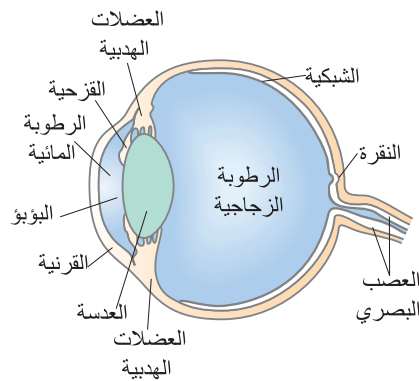 العضلات
الهدبية
القزحية
الرطوبة
المائية
البؤبؤ
القرنية
العدسة
العضلات
الهدبية
الشبكية
النقرة
الرطوبة
الزجاجية
العصب
البصري